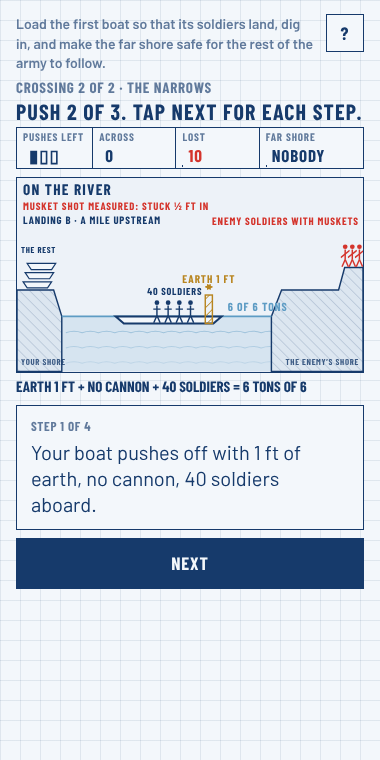 Load the first boat so that its soldiers land, dig
in, and make the far shore safe for the rest of the
army to follow.
?
CROSSING 2 OF 2 · THE NARROWS
PUSH 2 OF 3. TAP NEXT FOR EACH STEP.
PUSHES LEFT
ACROSS
0
LOST
10
FAR SHORE
NOBODY
ON THE RIVER
MUSKET SHOT MEASURED: STUCK ½ FT IN
LANDING B · A MILE UPSTREAM
ENEMY SOLDIERS WITH MUSKETS
THE REST
EARTH 1 FT
40 SOLDIERS
6 OF 6 TONS
YOUR SHORE
THE ENEMY'S SHORE
EARTH 1 FT + NO CANNON + 40 SOLDIERS = 6 TONS OF 6
STEP 1 OF 4
Your boat pushes off with 1 ft of
earth, no cannon, 40 soldiers
aboard.
NEXT